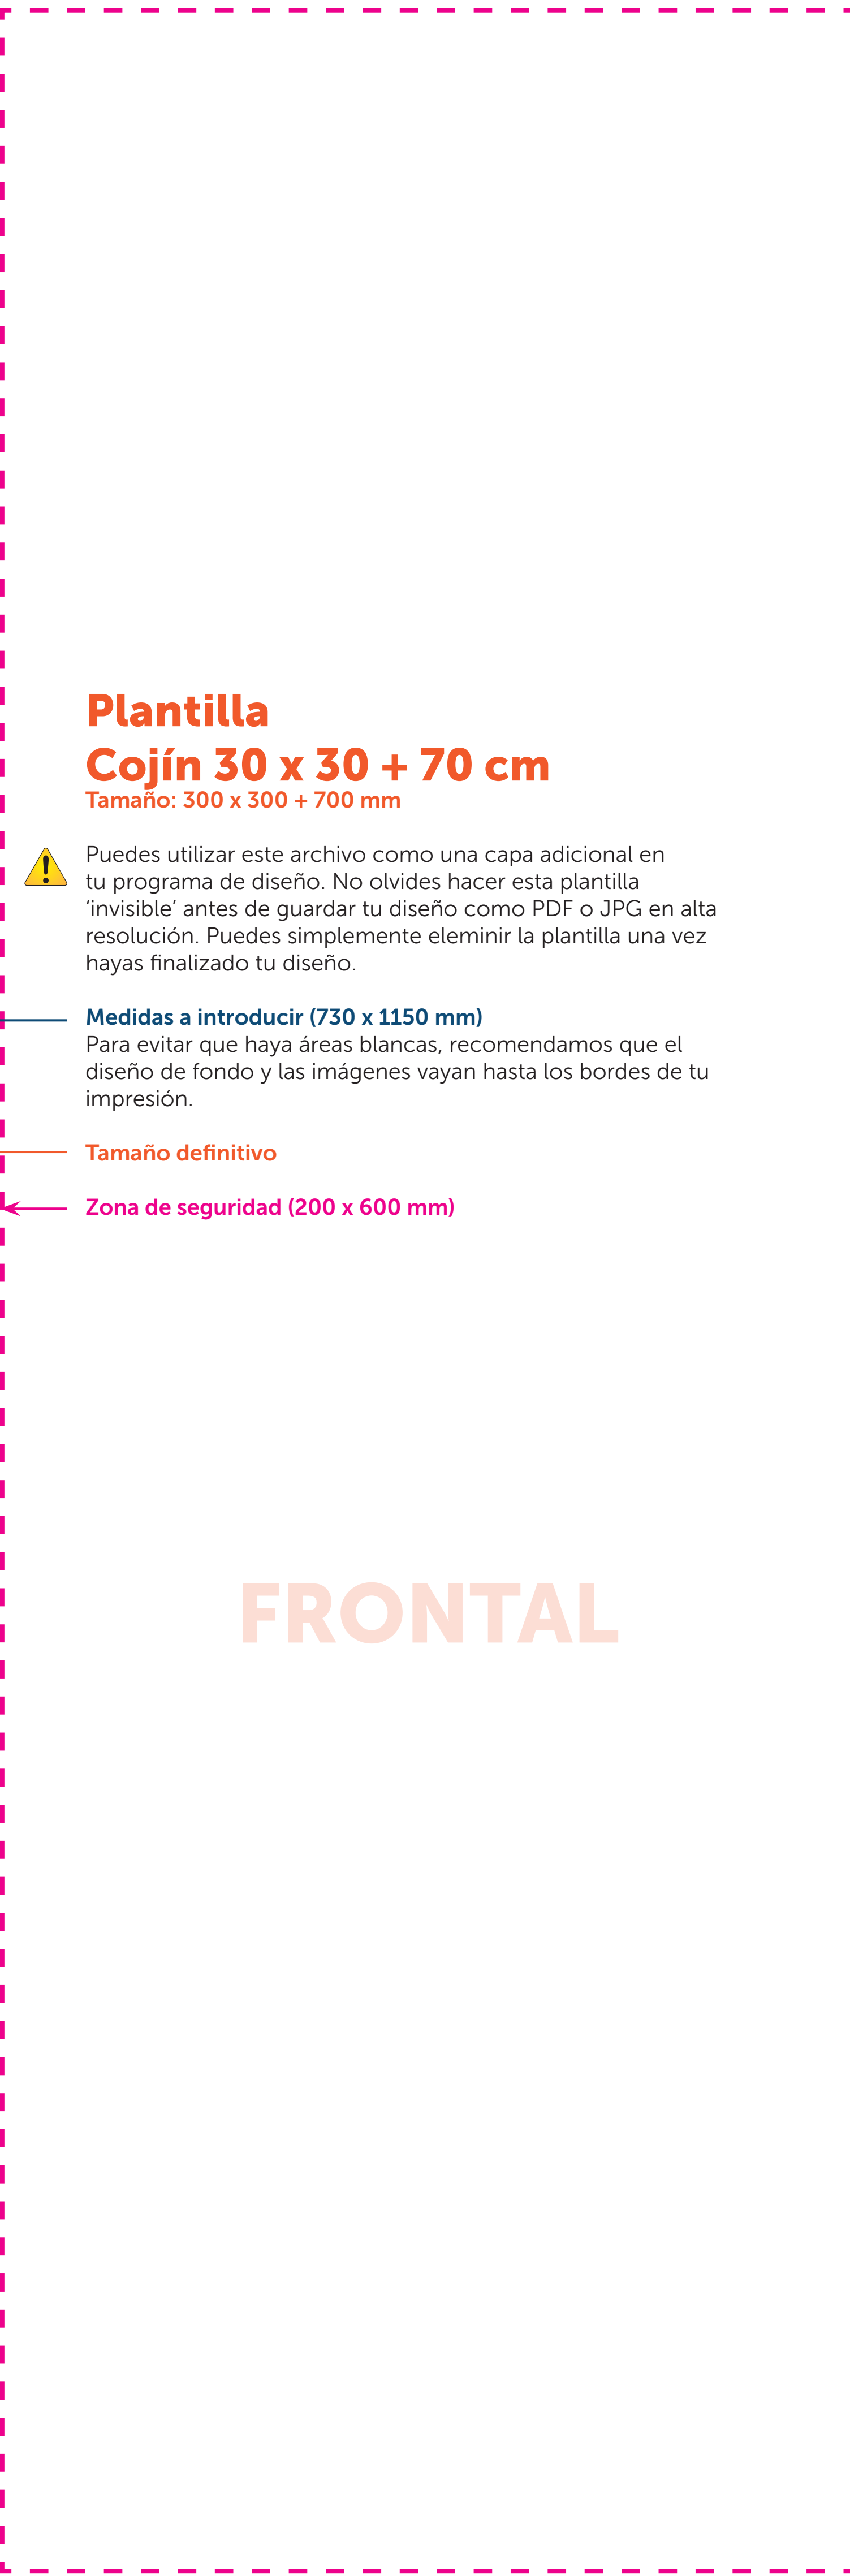 Plantilla
Cojín 30 x 30 + 70 cm
Tamaño: 300 x 300 + 700 mm
Puedes utilizar este archivo como una capa adicional en
tu programa de diseño. No olvides hacer esta plantilla
‘invisible’ antes de guardar tu diseño como PDF o JPG en alta
resolución. Puedes simplemente eleminir la plantilla una vez
hayas finalizado tu diseño.
Medidas a introducir (730 x 1150 mm)
Para evitar que haya áreas blancas, recomendamos que el
diseño de fondo y las imágenes vayan hasta los bordes de tu
impresión.
Tamaño definitivo
Zona de seguridad (200 x 600 mm)
FRONTAL